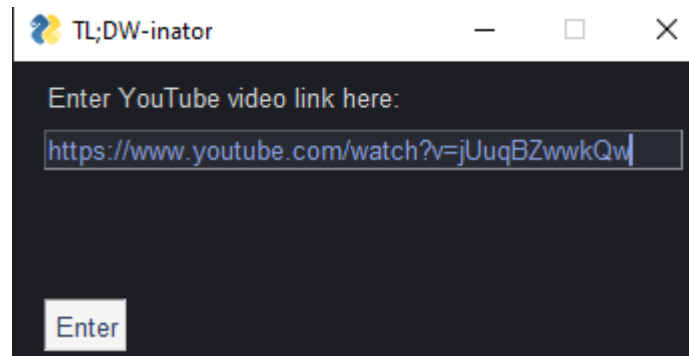 TL;DW-inator
Enter YouTube video link here:
https://www.youtube.com/watch?v=jUuqBZwwkQw
Enter